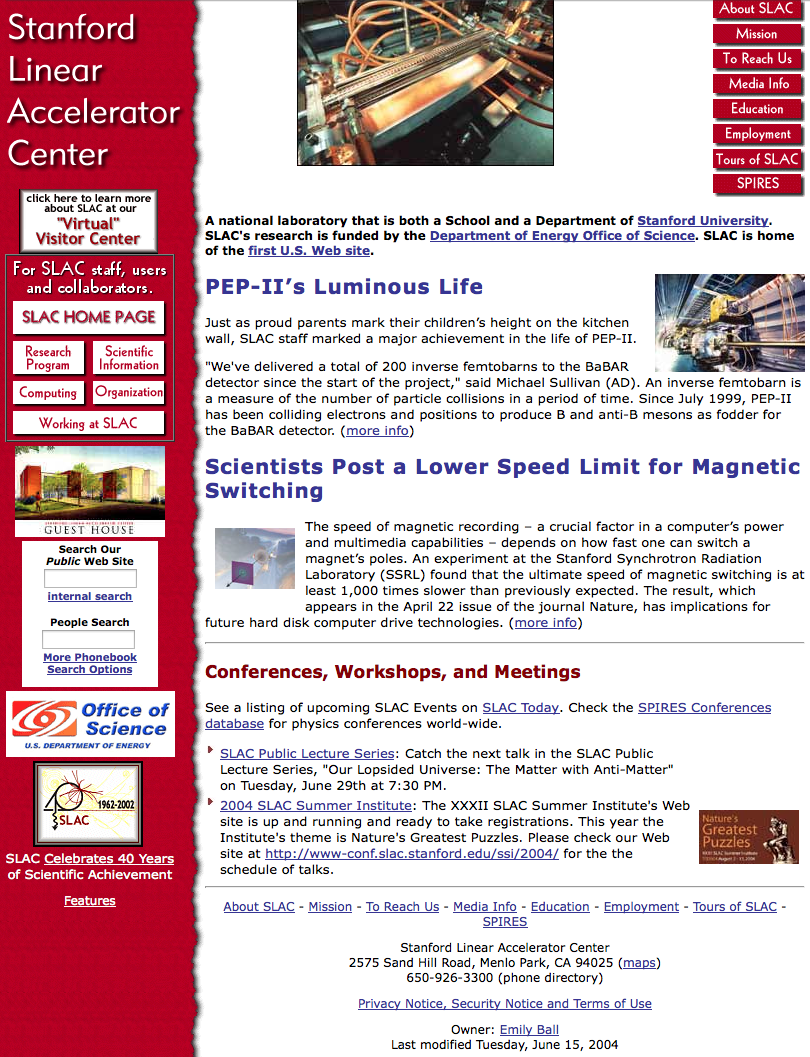 Stanford
Linear
Accelerator
Center
click here to learn more
about SLAC at our
"Virtual"
Visitor Center
For SLAC staff, users
and collaborators.
SLAC HOME PAGE
Research
Program
Scientific
Information
Computing
Organization
Working at SLAC
GUEST HOUSE
Search Our
Public Web Site
internal search
People Search
More Phonebook
Search Options
Office of
Science
U.S. DEPARTMENT OF ENERGY
40
1962-2002
SLAC
SLAC Celebrates 40 Years
of Scientific Achievement
Features
About SLAC
Mission
To Reach Us
Media Info
Education
Employment
Tours of SLAC
SPIRES
A national laboratory that is both a School and a Department of Stanford University.
SLAC's research is funded by the Department of Energy Office of Science. SLAC is home
of the first U.S. Web site.
PEP-II’s Luminous Life
Just as proud parents mark their children’s height on the kitchen
wall, SLAC staff marked a major achievement in the life of PEP-II.
"We've delivered a total of 200 inverse femtobarns to the BaBAR
detector since the start of the project," said Michael Sullivan (AD). An inverse femtobarn is
a measure of the number of particle collisions in a period of time. Since July 1999, PEP-II
has been colliding electrons and positions to produce B and anti-B mesons as fodder for
the BaBAR detector. (more info)
Scientists Post a Lower Speed Limit for Magnetic
Switching
The speed of magnetic recording – a crucial factor in a computer’s power
and multimedia capabilities – depends on how fast one can switch a
magnet’s poles. An experiment at the Stanford Synchrotron Radiation
Laboratory (SSRL) found that the ultimate speed of magnetic switching is at
least 1,000 times slower than previously expected. The result, which
appears in the April 22 issue of the journal Nature, has implications for
future hard disk computer drive technologies. (more info)
Conferences, Workshops, and Meetings
See a listing of upcoming SLAC Events on SLAC Today. Check the SPIRES Conferences
database for physics conferences world-wide.
SLAC Public Lecture Series: Catch the next talk in the SLAC Public
Lecture Series, "Our Lopsided Universe: The Matter with Anti-Matter"
on Tuesday, June 29th at 7:30 PM.
2004 SLAC Summer Institute: The XXXII SLAC Summer Institute's Web
site is up and running and ready to take registrations. This year the
Institute's theme is Nature's Greatest Puzzles. Please check our Web
site at http://www-conf.slac.stanford.edu/ssi/2004/ for the the
schedule of talks.
Nature's
Greatest
Puzzles
About SLAC - Mission - To Reach Us - Media Info - Education - Employment - Tours of SLAC -
SPIRES
Stanford Linear Accelerator Center
2575 Sand Hill Road, Menlo Park, CA 94025 (maps)
650-926-3300 (phone directory)
Privacy Notice, Security Notice and Terms of Use
Owner: Emily Ball
Last modified Tuesday, June 15, 2004